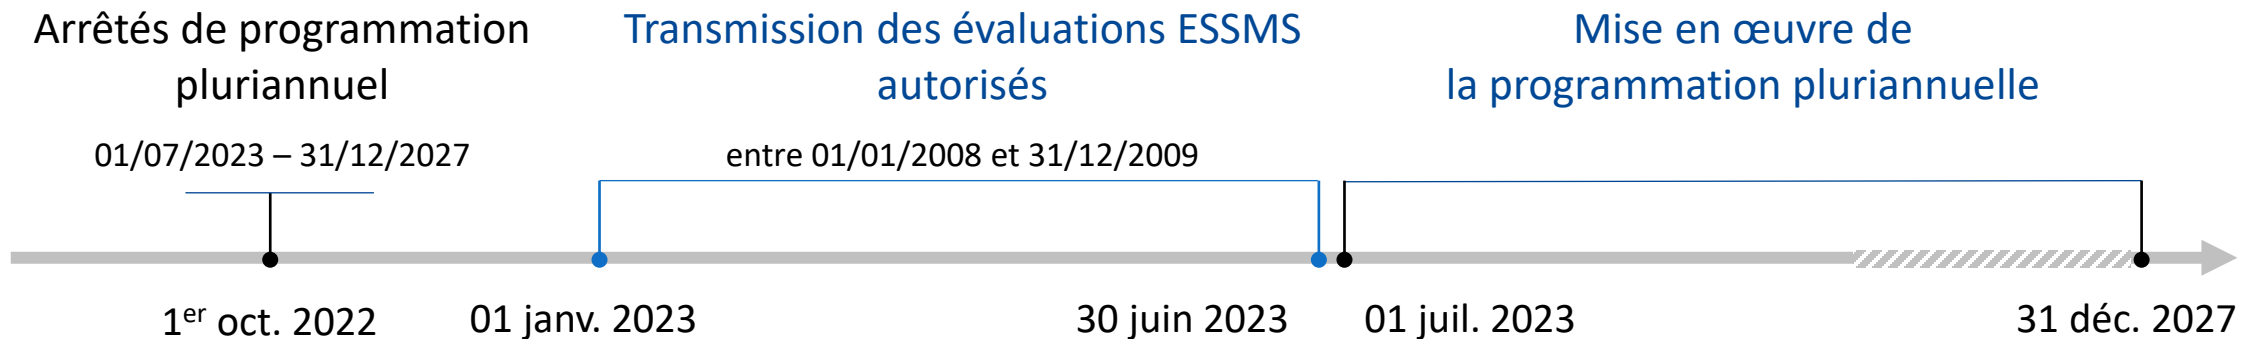 Arrêtés de programmation
pluriannuel
01/07/2023 – 31/12/2027
Transmission des évaluations ESSMS
autorisés
entre 01/01/2008 et 31/12/2009
Mise en œuvre de
la programmation pluriannuelle
1er oct. 2022
01 janv. 2023
30 juin 2023
01 juil. 2023
31 déc. 2027